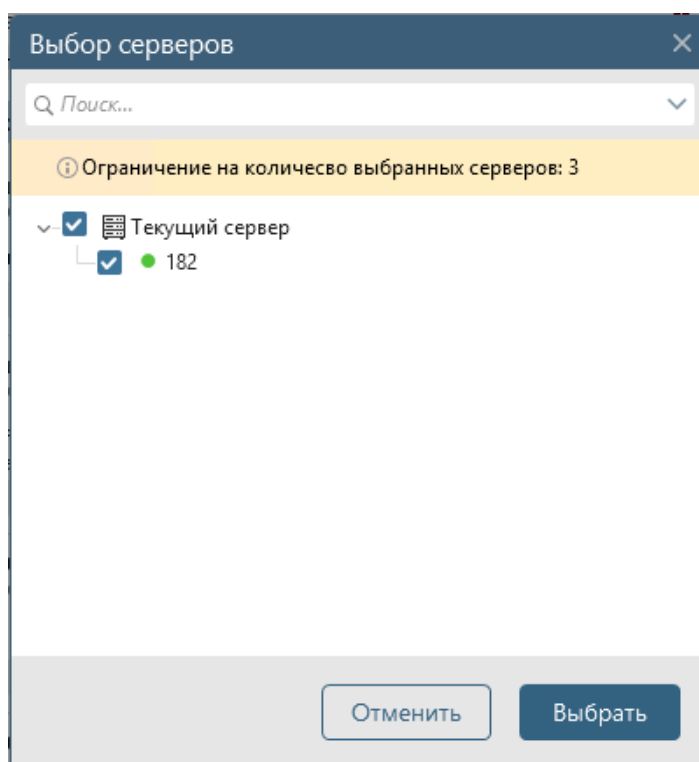 Выбор серверов
Поиск...
Ограничение на количесво выбранных серверов: 3
Текущий сервер
182
Отменить
Выбрать